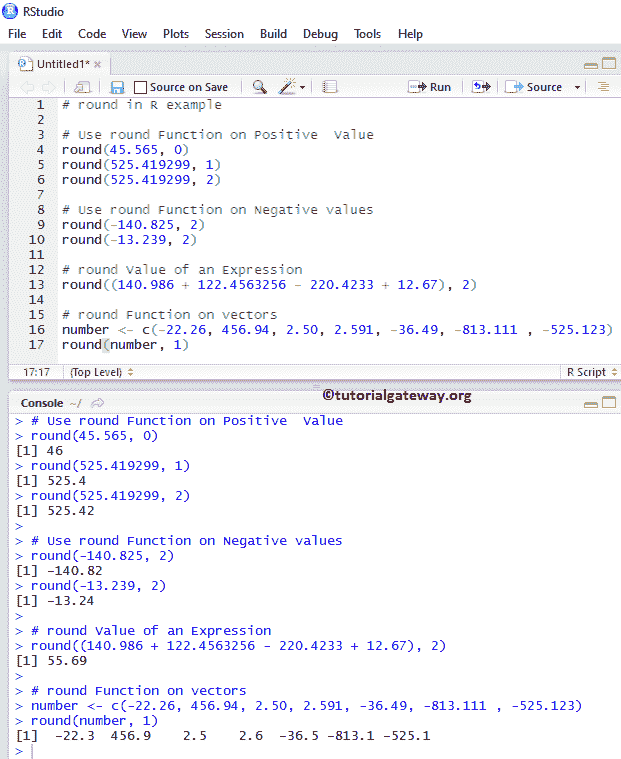 RStudio
File Edit Code View Plots Session Build Debug Tools Help
Untitled1*
Source on Save Run Source
1 # round in R example
2
3 # Use round Function on Positive  Value
4 round(45.565, 0)
5 round(525.419299, 1)
6 round(525.419299, 2)
7
8 # Use round Function on Negative values
9 round(-140.825, 2)
10 round(-13.239, 2)
11
12 # round Value of an Expression
13 round((140.986 + 122.4563256 - 220.4233 + 12.67), 2)
14
15 # round Function on vectors
16 number <- c(-22.26, 456.94, 2.50, 2.591, -36.49, -813.111 , -525.123)
17 round(number, 1)
17:17 (Top Level) R Script
©tutorialgateway.org
Console ~/
> # Use round Function on Positive  Value
> round(45.565, 0)
[1] 46
> round(525.419299, 1)
[1] 525.4
> round(525.419299, 2)
[1] 525.42
>
> # Use round Function on Negative values
> round(-140.825, 2)
[1] -140.82
> round(-13.239, 2)
[1] -13.24
>
> # round Value of an Expression
> round((140.986 + 122.4563256 - 220.4233 + 12.67), 2)
[1] 55.69
>
> # round Function on vectors
> number <- c(-22.26, 456.94, 2.50, 2.591, -36.49, -813.111 , -525.123)
> round(number, 1)
[1]  -22.3  456.9    2.5    2.6  -36.5 -813.1 -525.1
>